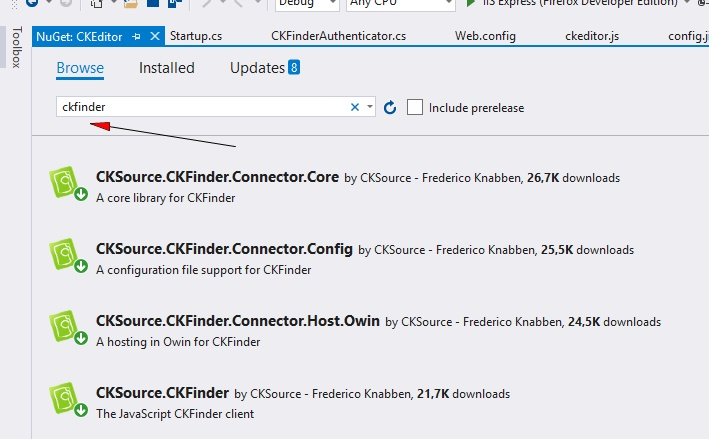 Debug Any CPU IIS Express (Firefox Developer Edition)
Toolbox
NuGet: CKEditor Startup.cs CKFinderAuthenticator.cs Web.config ckeditor.js
Browse Installed Updates 8
ckfinder Include prerelease
CKSource.CKFinder.Connector.Core by CKSource - Frederico Knabben, 26,7K downloads
A core library for CKFinder
CKSource.CKFinder.Connector.Config by CKSource - Frederico Knabben, 25,5K downloads
A configuration file support for CKFinder
CKSource.CKFinder.Connector.Host.Owin by CKSource - Frederico Knabben, 24,5K downloads
A hosting in Owin for CKFinder
CKSource.CKFinder by CKSource - Frederico Knabben, 21,7K downloads
The JavaScript CKFinder client